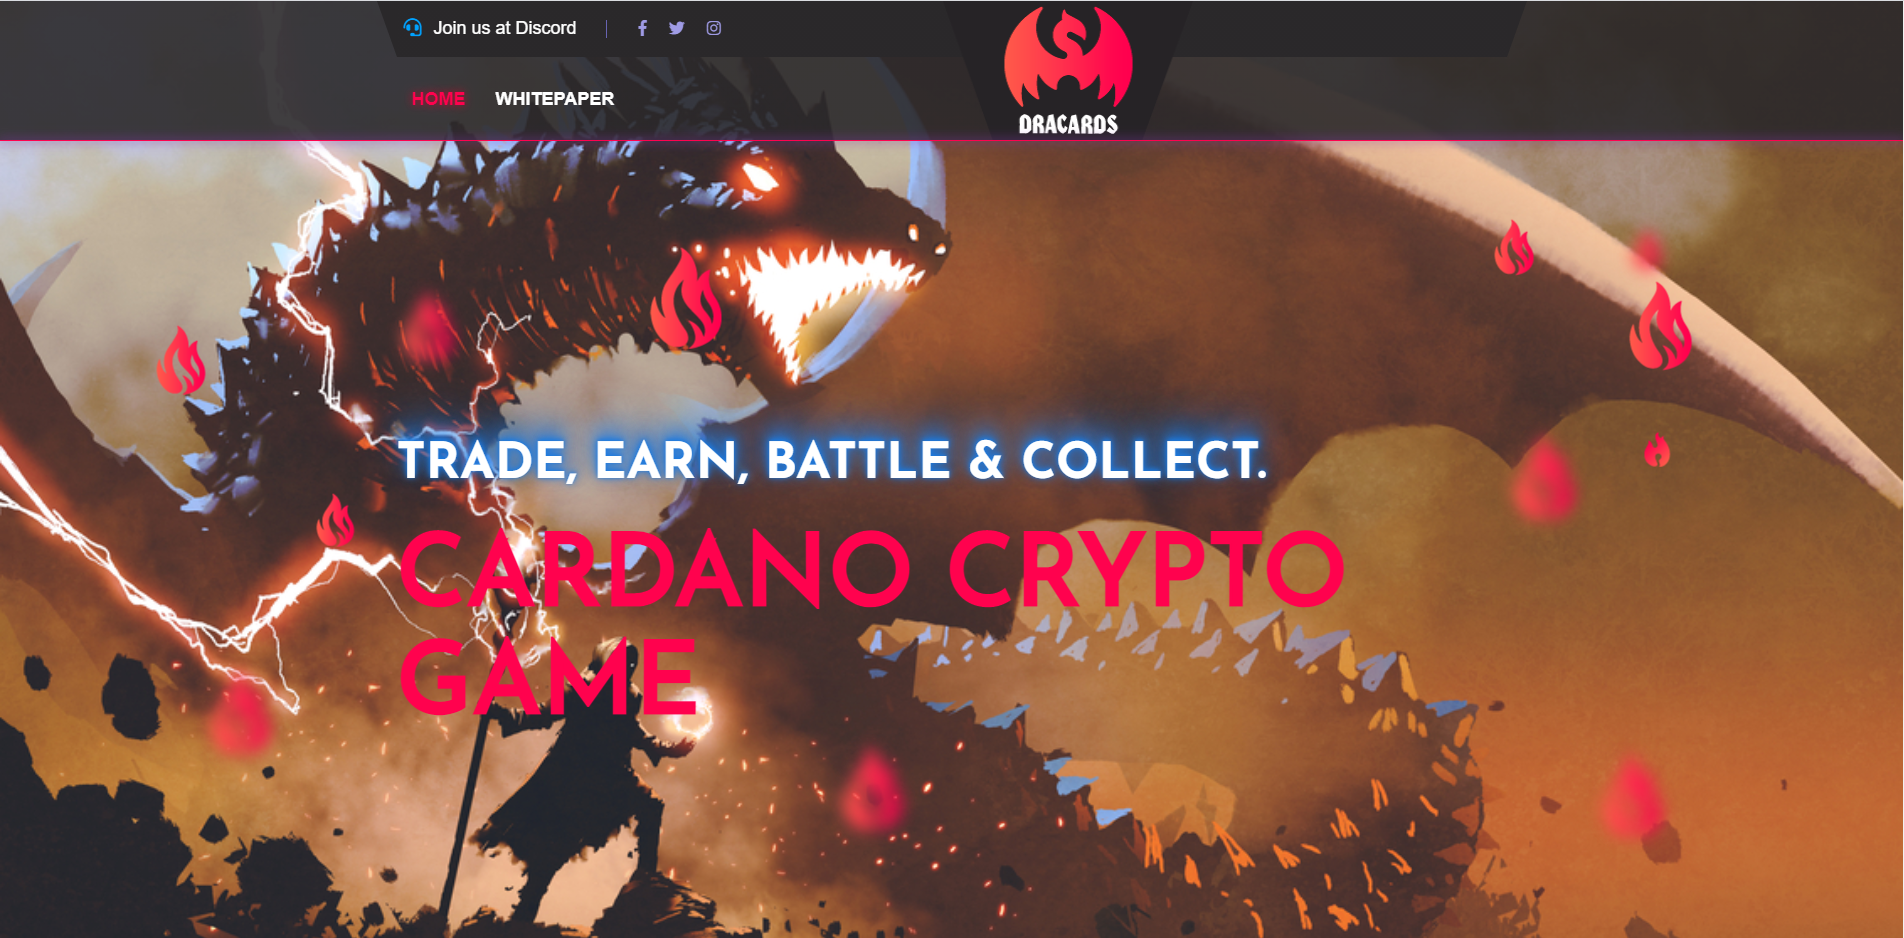 Join us at Discord
HOME
WHITEPAPER
DRACARDS
TRADE, EARN, BATTLE & COLLECT.
CARDANO CRYPTO
GAME